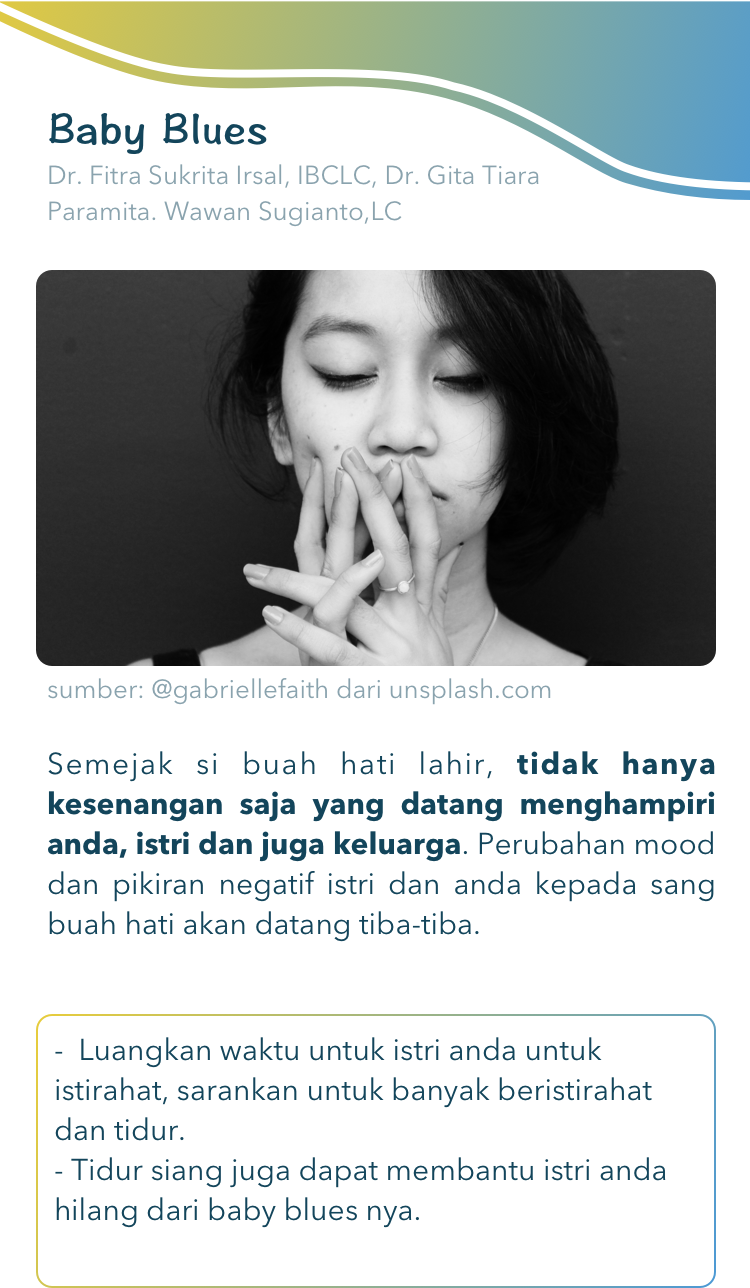 Baby Blues
Dr. Fitra Sukrita Irsal, IBCLC, Dr. Gita Tiara
Paramita. Wawan Sugianto,LC
sumber: @gabriellefaith dari unsplash.com
Semejak si buah hati lahir, tidak hanya
kesenangan saja yang datang menghampiri
anda, istri dan juga keluarga. Perubahan mood
dan pikiran negatif istri dan anda kepada sang
buah hati akan datang tiba-tiba.
- Luangkan waktu untuk istri anda untuk
istirahat, sarankan untuk banyak beristirahat
dan tidur.
- Tidur siang juga dapat membantu istri anda
hilang dari baby blues nya.